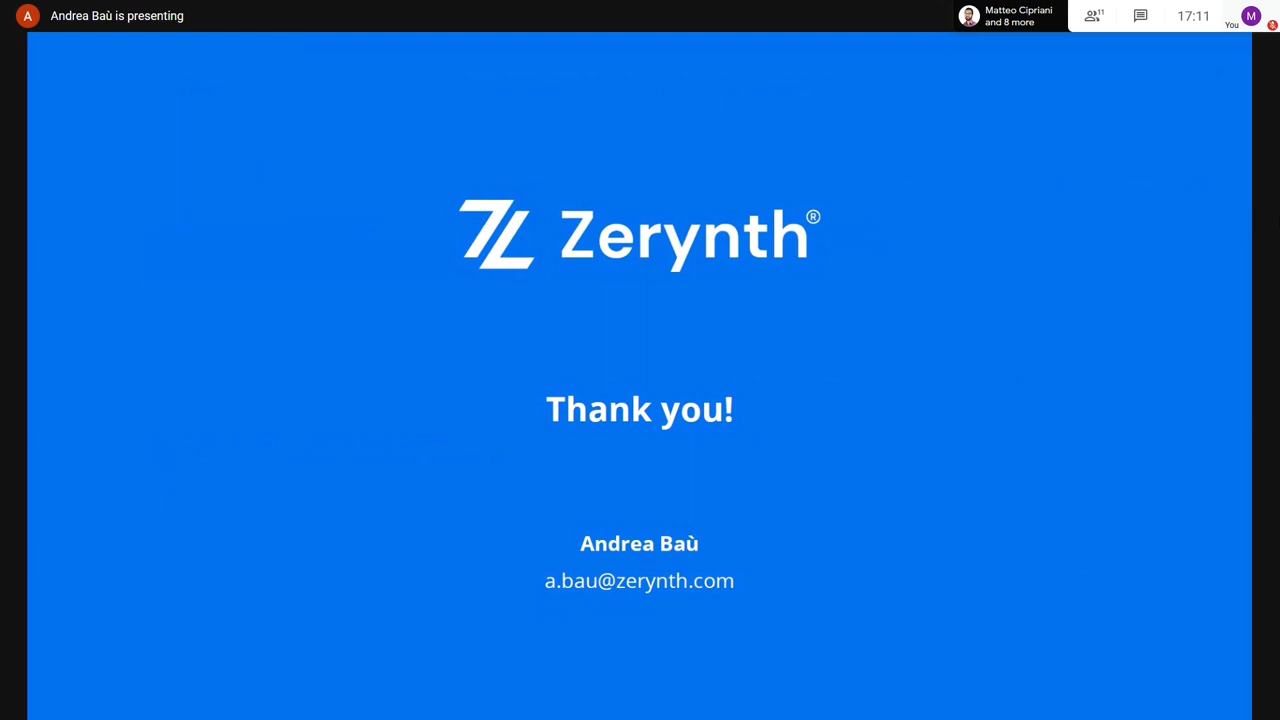 A
Andrea Baù is presenting
Matteo Cipriani
and 8 more
11
17:11
You
M
Zerynth®
Thank you!
Andrea Baù
a.bau@zerynth.com